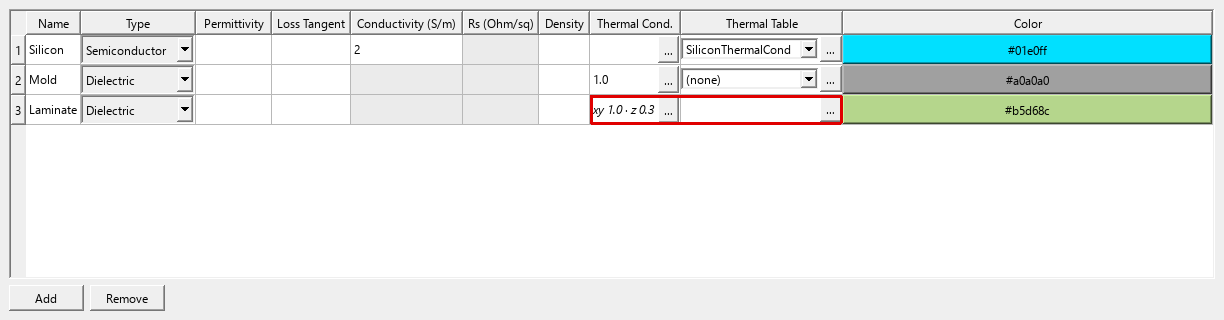 Name Type Permittivity Loss Tangent Conductivity (S/m) Rs (Ohm/sq) Density Thermal Cond. Thermal Table Color
1 Silicon Semiconductor 2 ... SiliconThermalCond ... #01e0ff
2 Mold Dielectric 1.0 ... (none) ... #a0a0a0
3 Laminate Dielectric xy 1.0 · z 0.3 ... ... #b5d68c
Add Remove